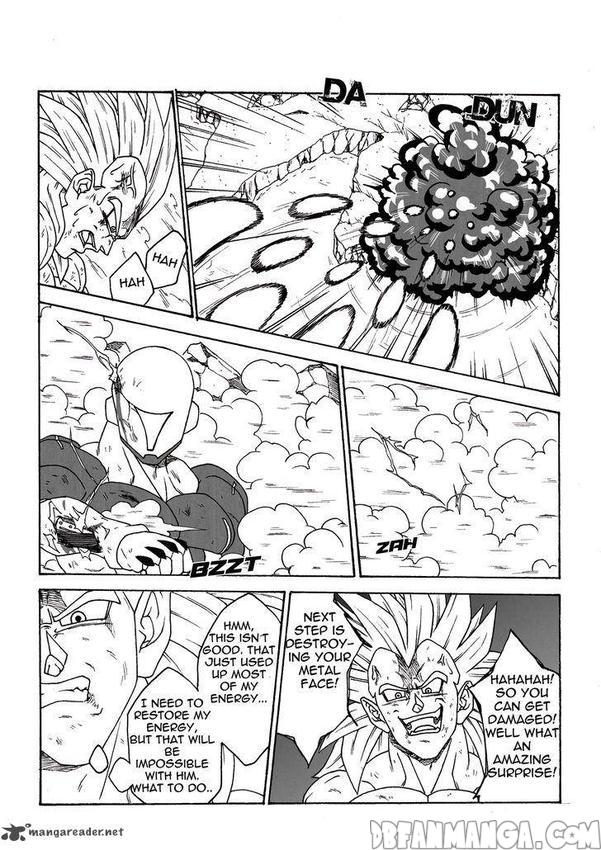 DA
DUN
HAH
HAH
BZZT
ZAH
HAHAHAH!
SO YOU
CAN GET
DAMAGED!
WELL WHAT
AN
AMAZING
SURPRISE!
NEXT
STEP IS
DESTROY-
ING YOUR
METAL
FACE!
HMM,
THIS ISN'T
GOOD. THAT
JUST USED
UP MOST
OF MY
ENERGY...
I NEED TO
RESTORE MY
ENERGY,
BUT THAT WILL
BE
IMPOSSIBLE
WITH HIM.
WHAT TO
DO..
mangareader.net
DBFANMANGA.COM